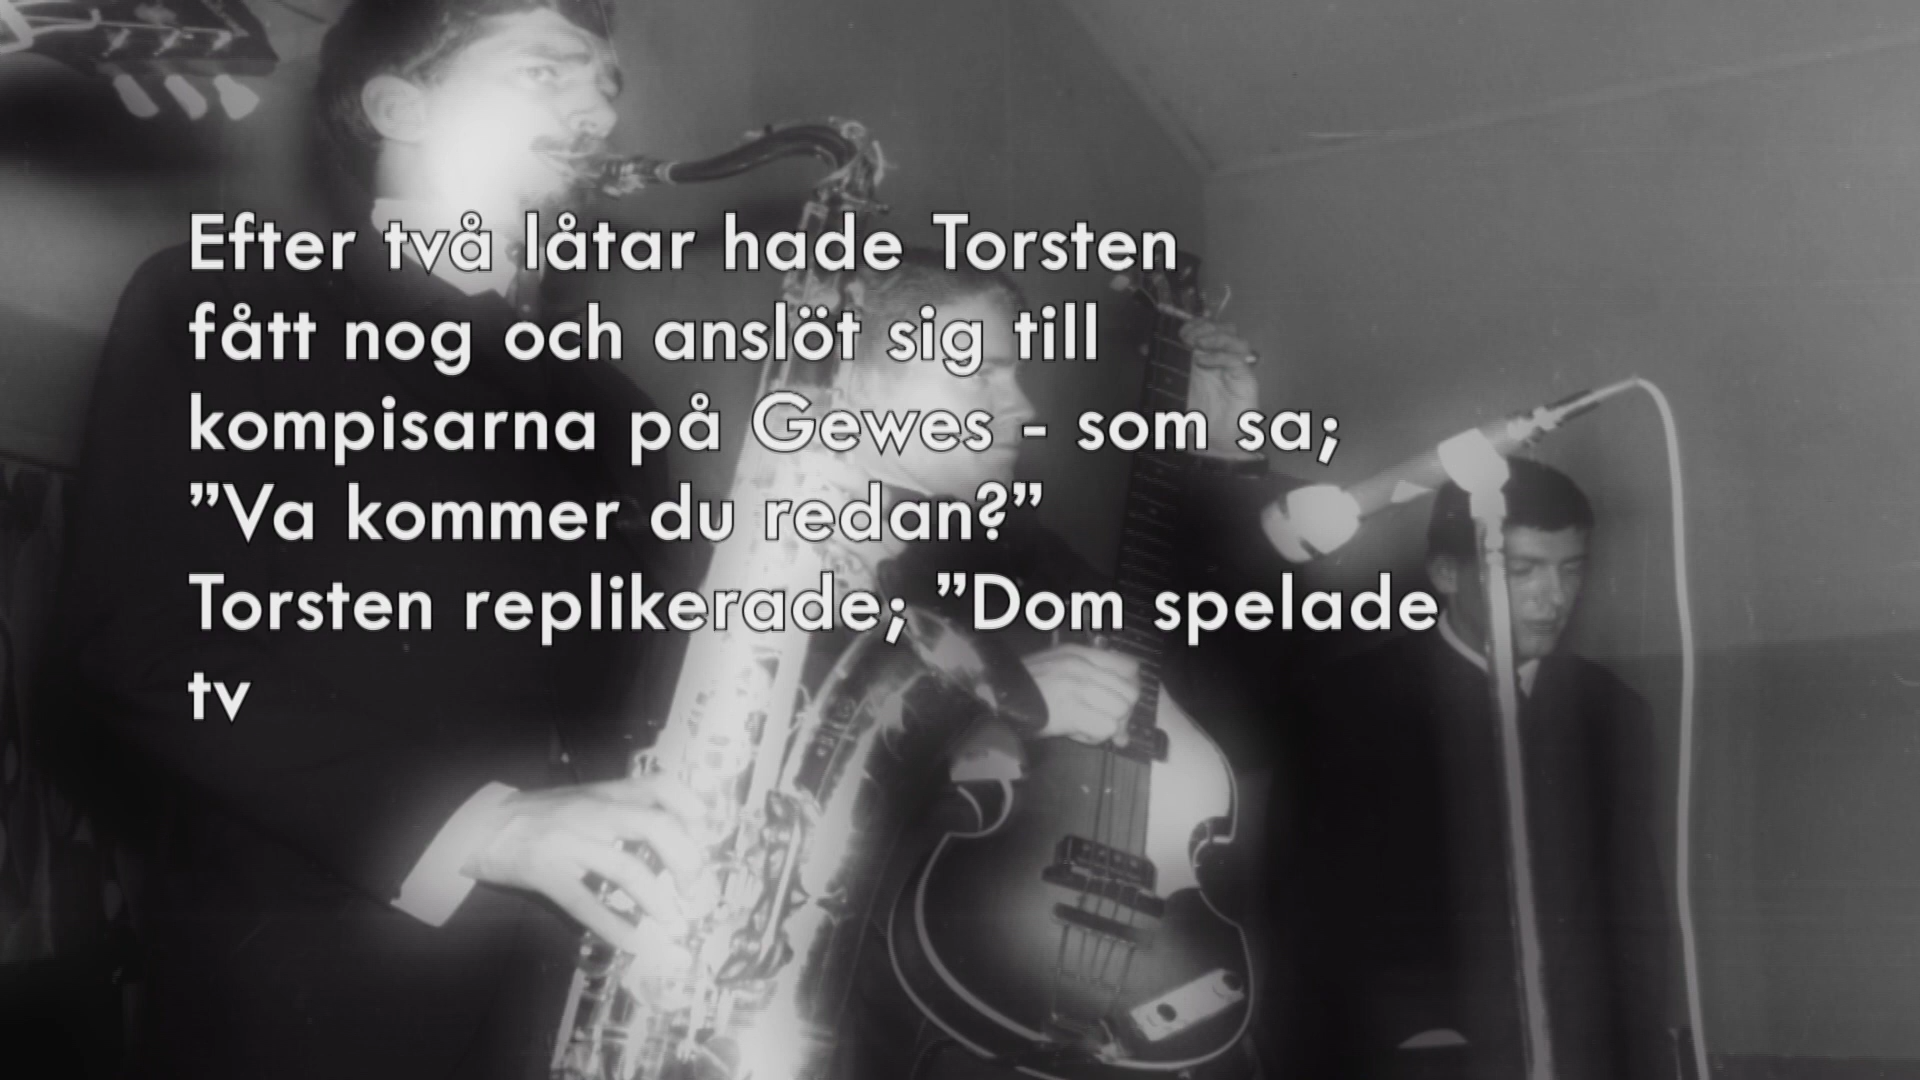 Efter två låtar hade Torsten
fått nog och anslöt sig till
kompisarna på Gewes - som sa;
”Va kommer du redan?”
Torsten replikerade; ”Dom spelade
tv